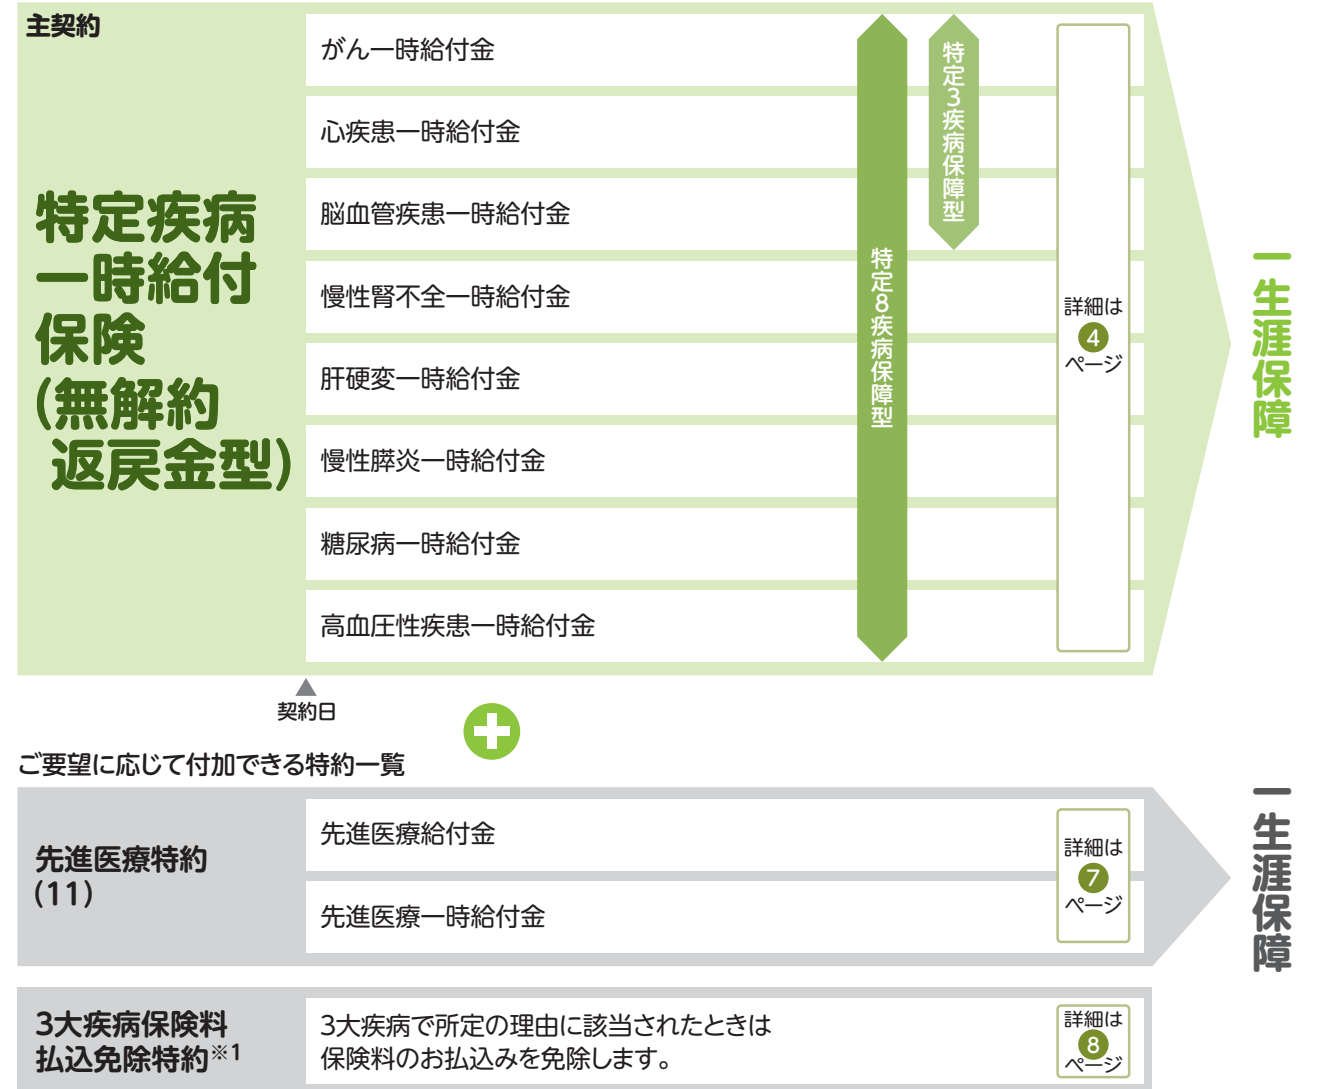 主契約
特定疾病
一時給付
保険
(無解約
返戻金型)
がん一時給付金
心疾患一時給付金
脳血管疾患一時給付金
慢性腎不全一時給付金
肝硬変一時給付金
慢性膵炎一時給付金
糖尿病一時給付金
高血圧性疾患一時給付金
特定8疾病保障型
特定3疾病保障型
詳細は
4
ページ
一生涯保障
契約日
ご要望に応じて付加できる特約一覧
先進医療特約
(11)
先進医療給付金
先進医療一時給付金
詳細は
7
ページ
一生涯保障
3大疾病保険料
払込免除特約※1
3大疾病で所定の理由に該当されたときは
保険料のお払込みを免除します。
詳細は
8
ページ